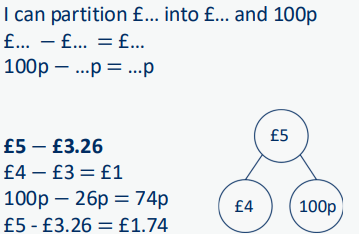 I can partition £... into £... and 100p
£... – £... = £...
100p – ...p = ...p
£5 – £3.26
£4 – £3 = £1
100p – 26p = 74p
£5 - £3.26 = £1.74
£5
£4
100p